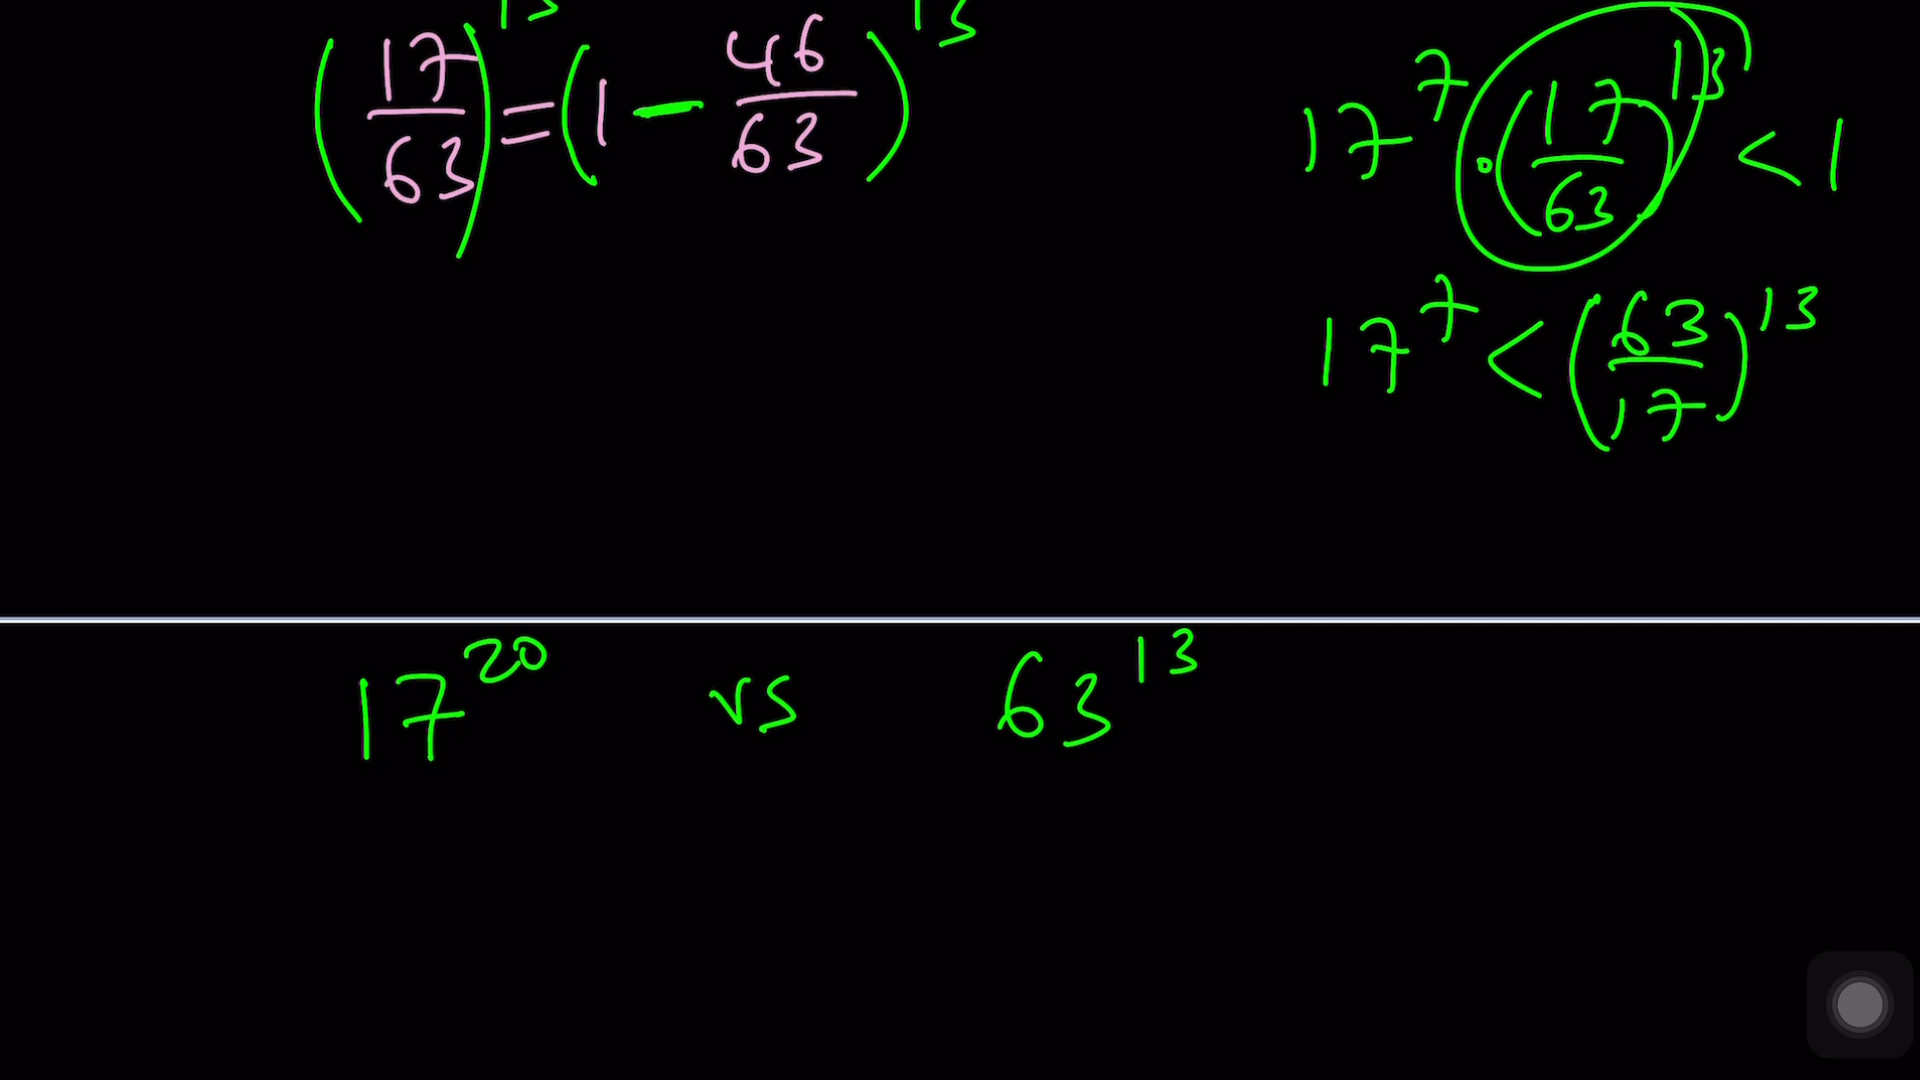 (17/63)^13 = (1 - 46/63)^13
17^7 · (17/63)^13 < 1
17^7 < (63/17)^13
17^20 vs 63^13